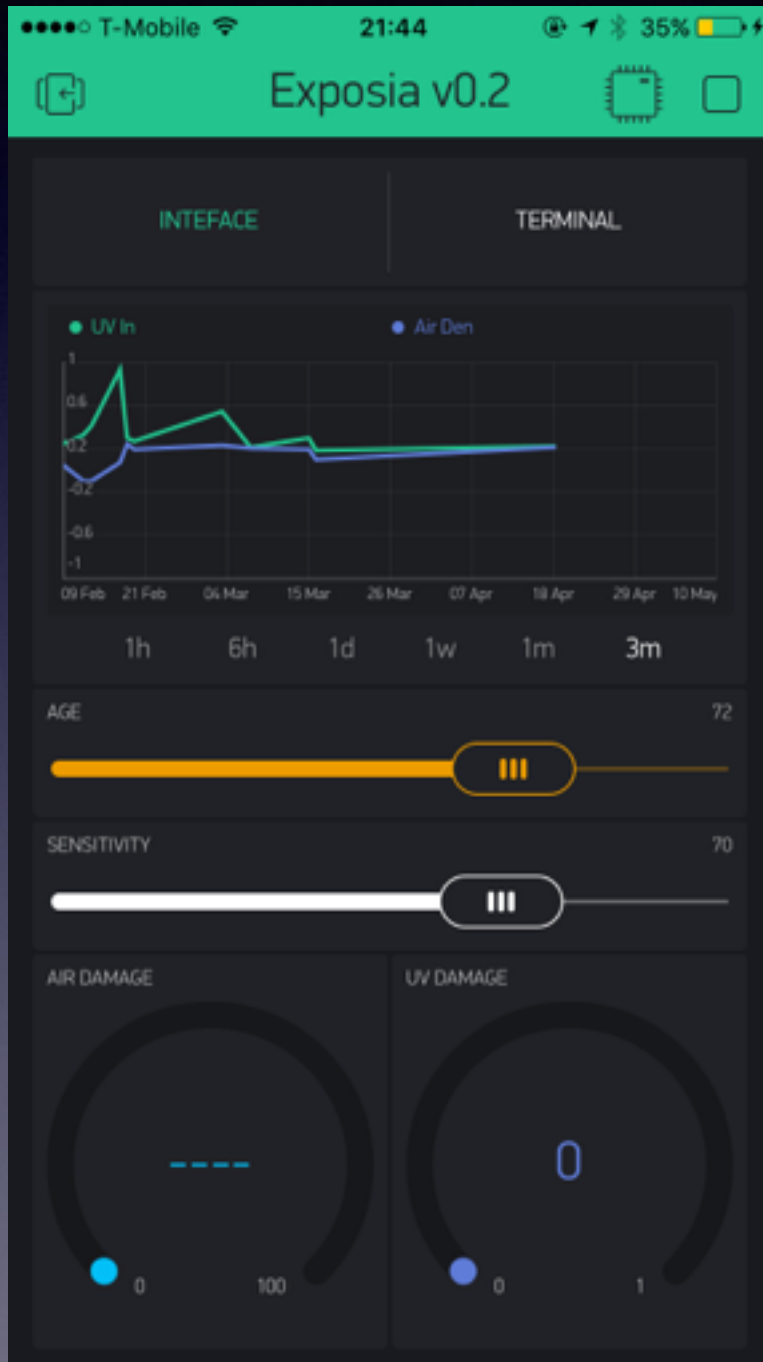 T-Mobile 21:44 35%
Exposia v0.2
INTEFACE TERMINAL
UV In Air Den
1
0.6
0.2
-0.2
-0.6
-1
09 Feb 21 Feb 04 Mar 15 Mar 26 Mar 07 Apr 18 Apr 29 Apr 10 May
1h 6h 1d 1w 1m 3m
AGE 72
SENSITIVITY 70
AIR DAMAGE UV DAMAGE
---- 0
0 100 0 1